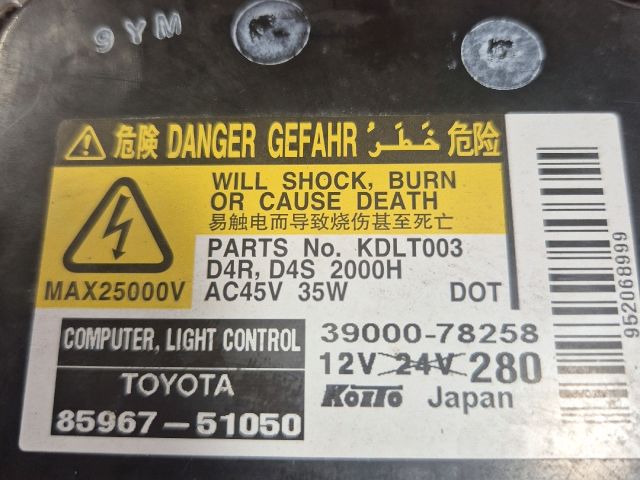 9YM
危険 DANGER GEFAHR خَطَرْ 危险
WILL SHOCK, BURN
OR CAUSE DEATH
易触电而导致烧伤甚至死亡
MAX25000V
PARTS No. KDLT003
D4R, D4S 2000H
AC45V 35W DOT
COMPUTER, LIGHT CONTROL
TOYOTA
85967-51050
39000-78258
12V 24V 280
KOITO Japan
952068999